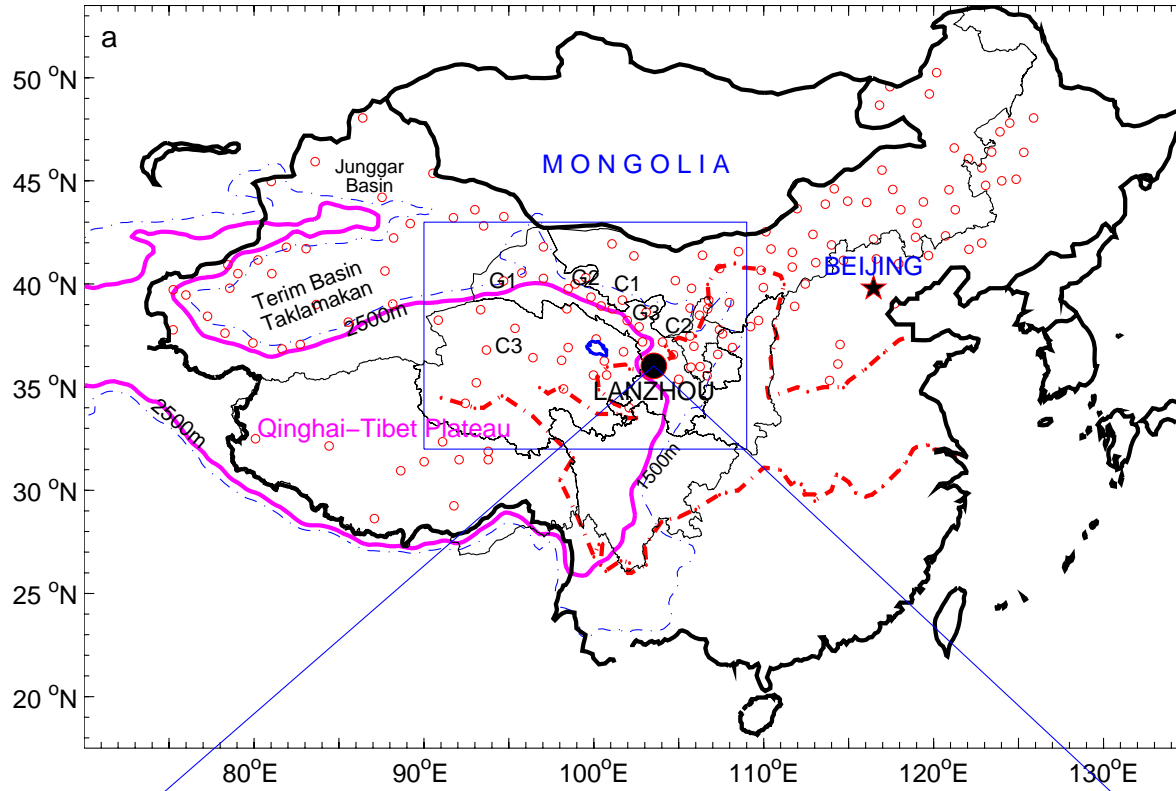 a
50 °N
45 °N
40 °N
35 °N
30 °N
25 °N
20 °N
MONGOLIA
Junggar
Basin
BEIJING
Terim Basin
Taklamakan
2500m
G1
G2
C1
G3
C2
C3
LANZHOU
2500m
Qinghai–Tibet Plateau
1500m
80°E
90°E
100°E
110°E
120°E
130°E